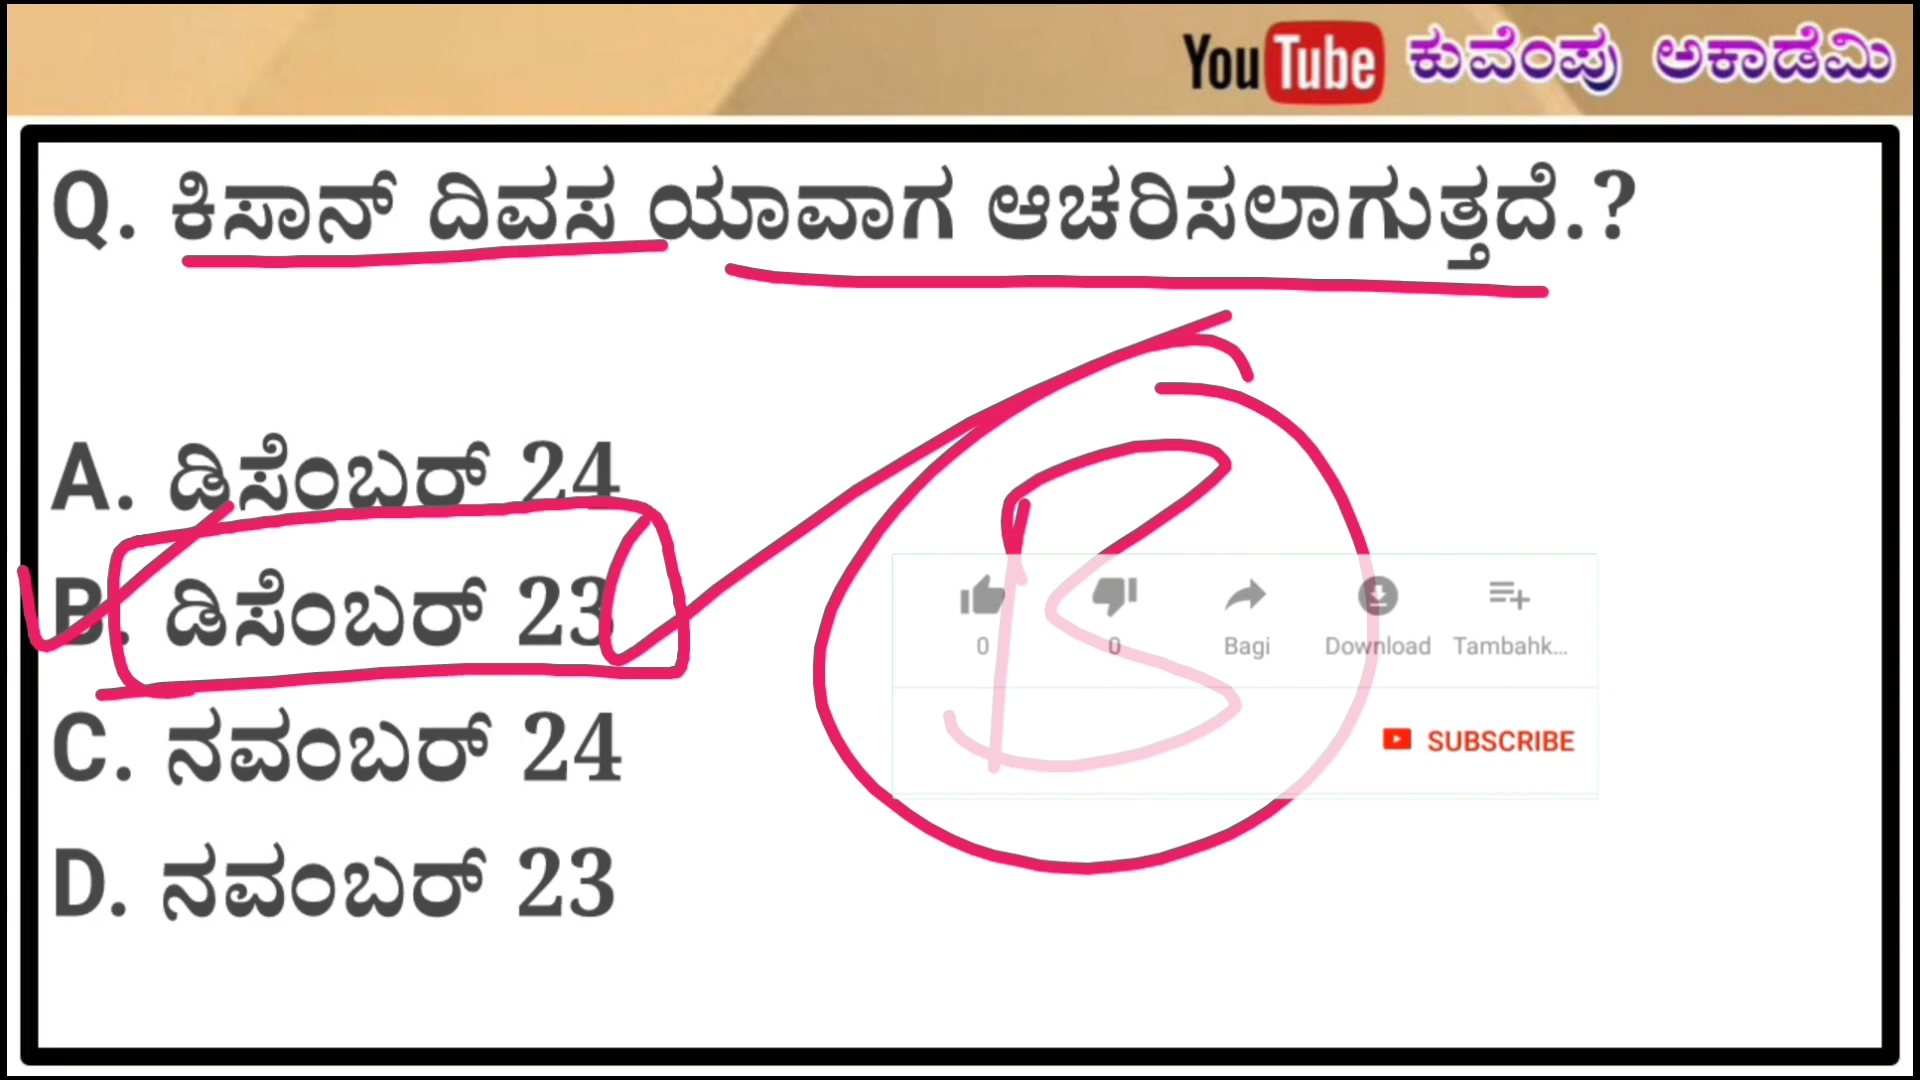 YouTube ಕುವೆಂಪು ಅಕಾಡೆಮಿ
Q. ಕಿಸಾನ್ ದಿವಸ ಯಾವಾಗ ಆಚರಿಸಲಾಗುತ್ತದೆ.?
A. ಡಿಸೆಂಬರ್ 24
B. ಡಿಸೆಂಬರ್ 23
C. ನವಂಬರ್ 24
D. ನವಂಬರ್ 23
B
0 0 Bagi Download Tambahk...
SUBSCRIBE